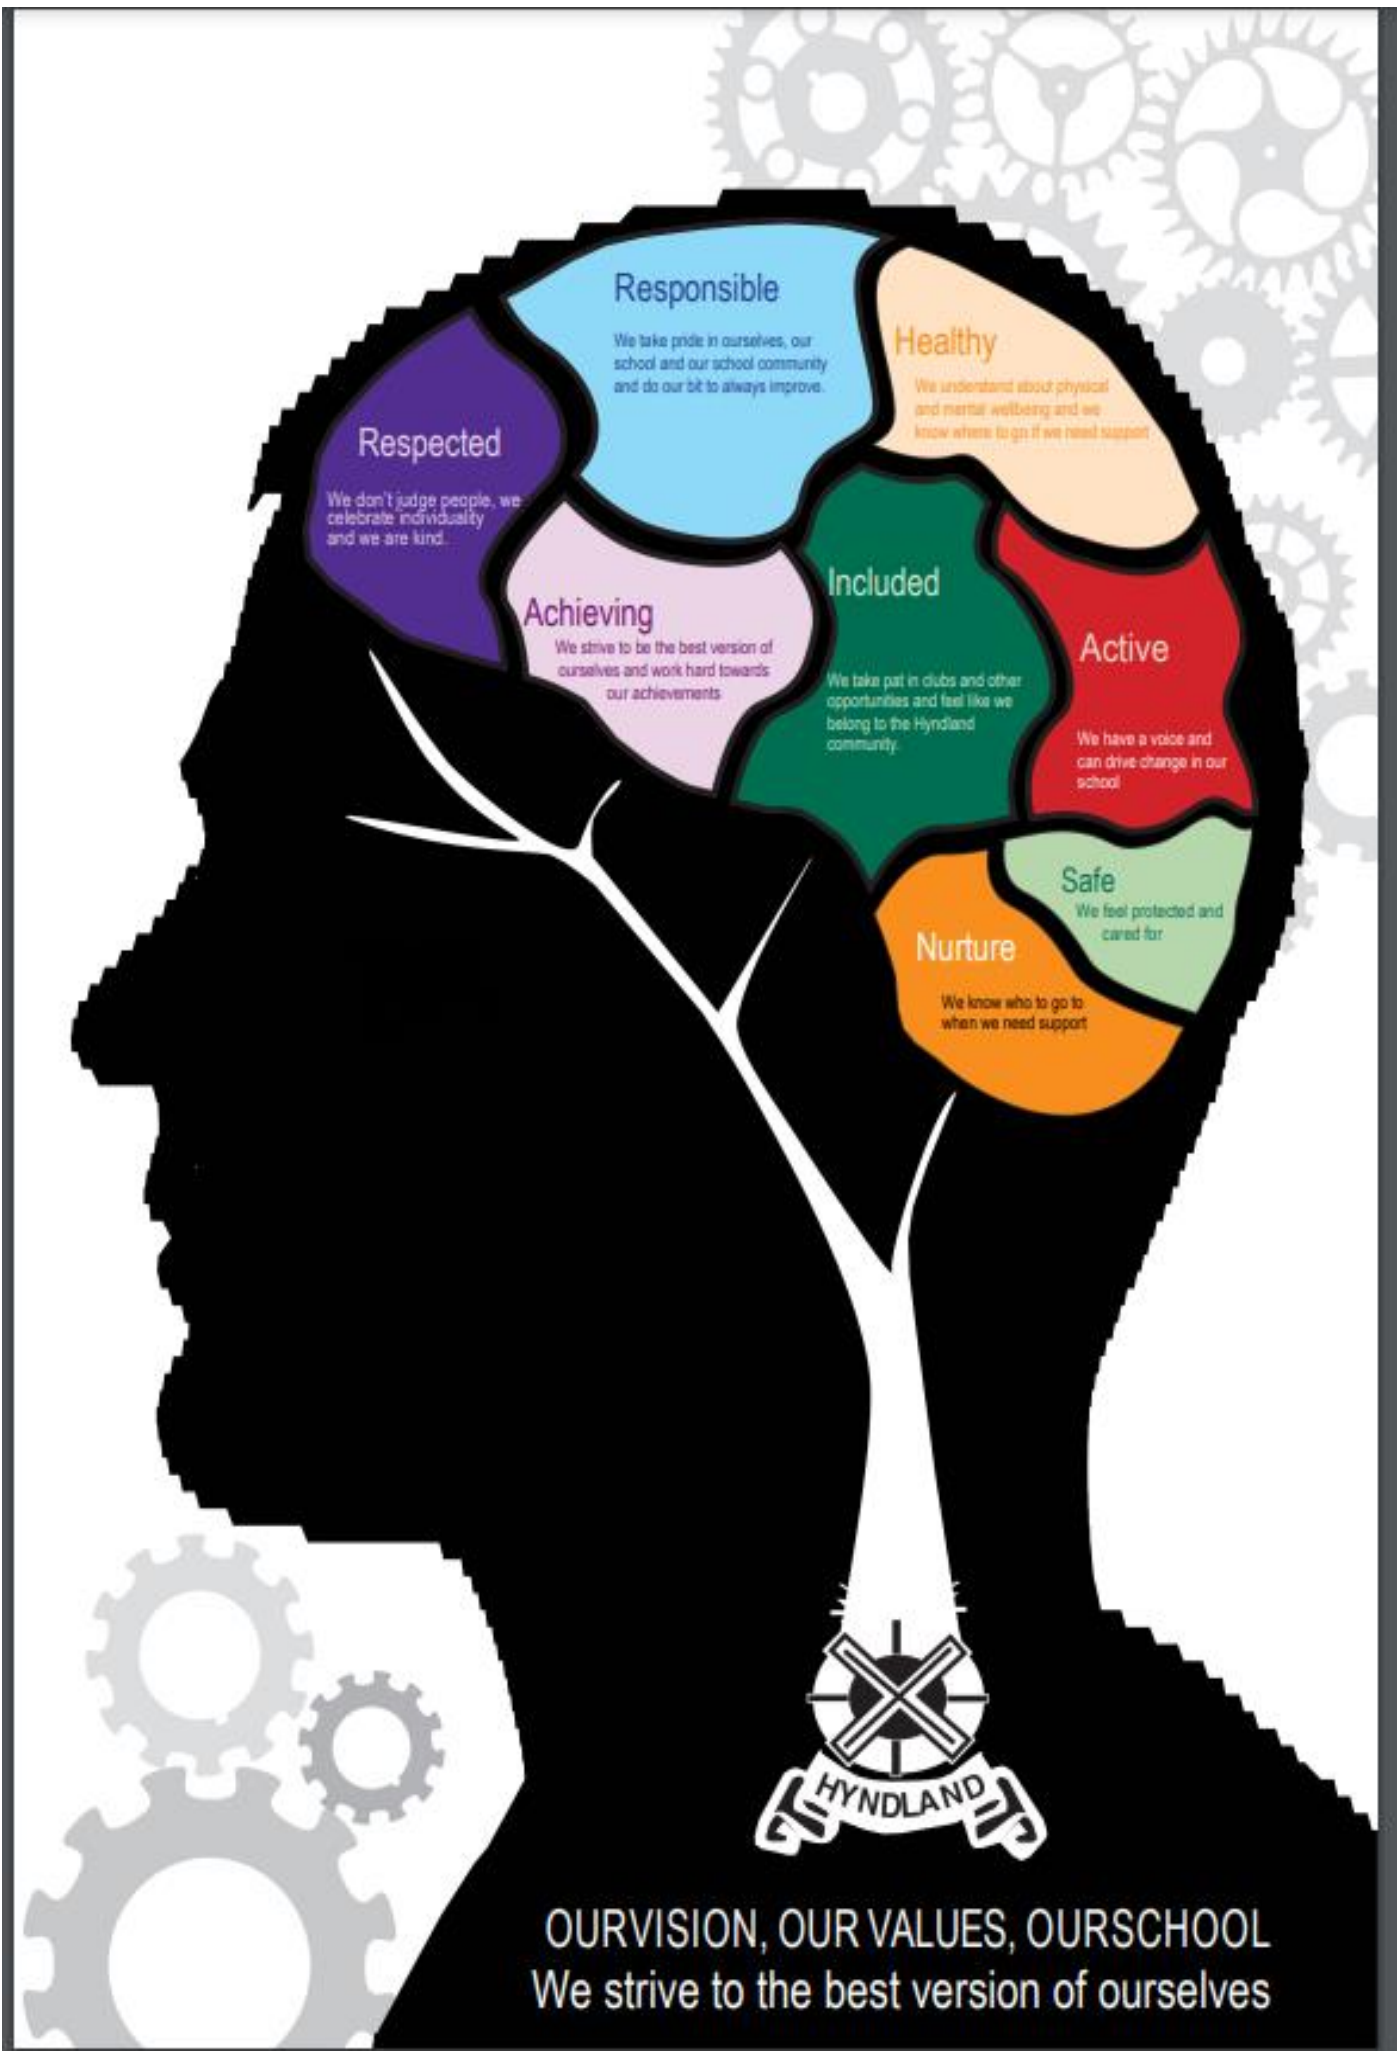 Responsible
We take pride in ourselves, our
school and our school community
and do our bit to always improve.
Healthy
We understand about physical
and mental wellbeing and we
know where to go if we need support
Respected
We don't judge people, we
celebrate individuality
and we are kind.
Achieving
We strive to be the best version of
ourselves and work hard towards
our achievements
Included
We take pat in clubs and other
opportunities and feel like we
belong to the Hyndland
community.
Active
We have a voice and
can drive change in our
school
Safe
We feel protected and
cared for
Nurture
We know who to go to
when we need support
HYNDLAND
OURVISION, OUR VALUES, OURSCHOOL
We strive to the best version of ourselves